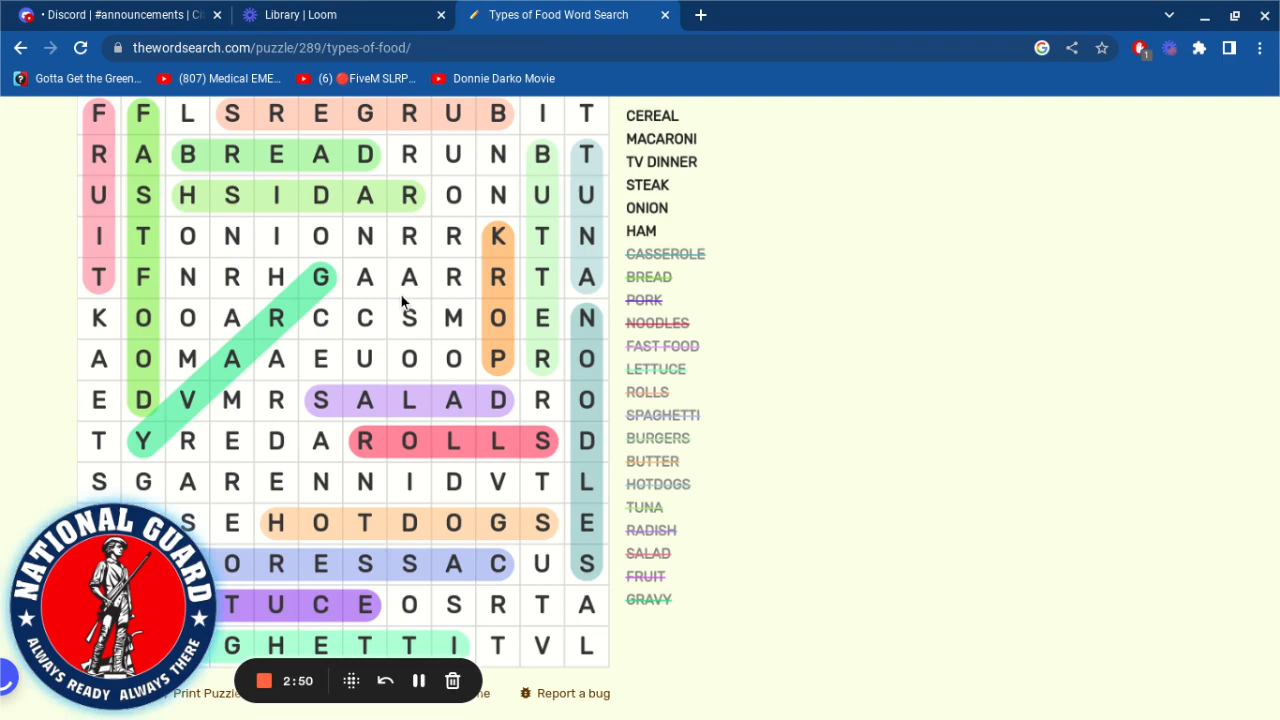 • Discord | #announcements | Ci
Library | Loom
Types of Food Word Search
thewordsearch.com/puzzle/289/types-of-food/
1
Gotta Get the Green...
(807) Medical EME...
(6) 🔴FiveM SLRP...
Donnie Darko Movie
F F L S R E G R U B I T
R A B R E A D R U N B T
U S H S I D A R O N U U
I T O N I O N R R K T N
T F N R H G A A R R T A
K O O A R C C S M O E N
A O M A A E U O O P R O
E D V M R S A L A D R O
T Y R E D A R O L L S D
S G A R E N N I D V T L
S E H O T D O G S E
O R E S S A C U S
T U C E O S R T A
G H E T T I T V L
CEREAL
MACARONI
TV DINNER
STEAK
ONION
HAM
CASSEROLE
BREAD
PORK
NOODLES
FAST FOOD
LETTUCE
ROLLS
SPAGHETTI
BURGERS
BUTTER
HOTDOGS
TUNA
RADISH
SALAD
FRUIT
GRAVY
NATIONAL GUARD
ALWAYS READY ALWAYS THERE
2:50
Print Puzzle
ne
Report a bug